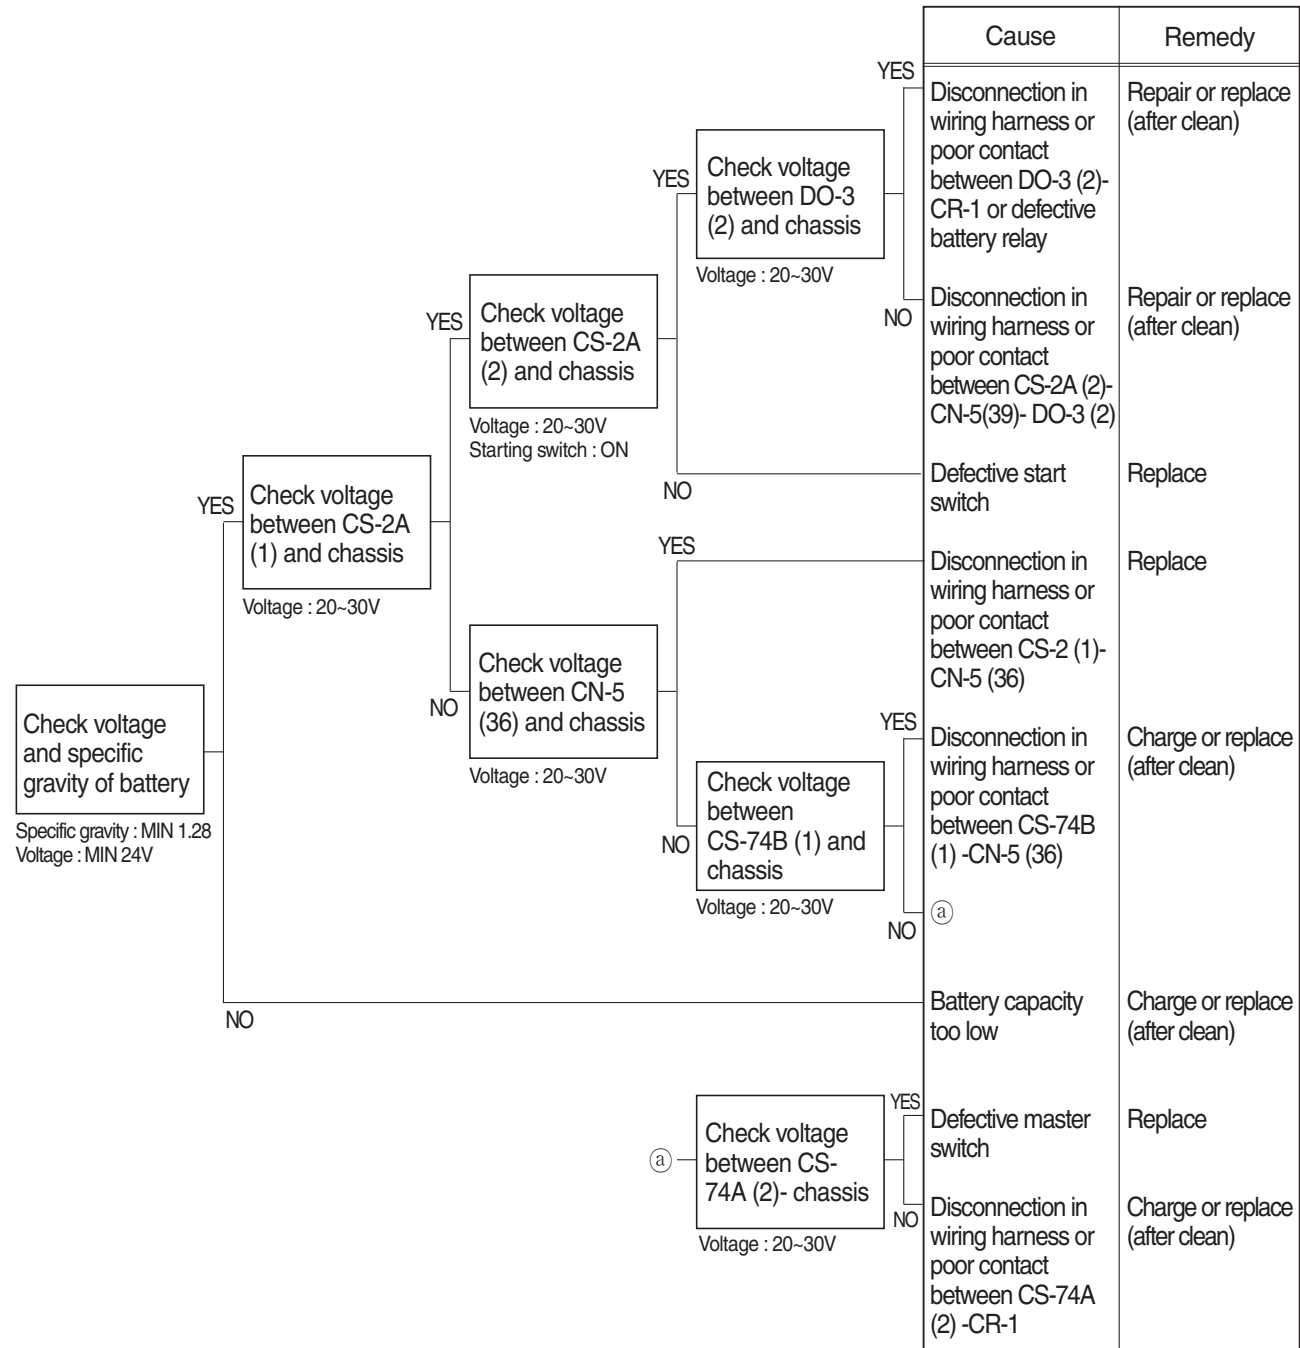 Cause
Remedy
YES
Disconnection in
wiring harness or
poor contact
between DO-3 (2)-
CR-1 or defective
battery relay
Repair or replace
(after clean)
YES
Check voltage
between DO-3
(2) and chassis
Voltage : 20~30V
NO
Disconnection in
wiring harness or
poor contact
between CS-2A (2)-
CN-5(39)- DO-3 (2)
Repair or replace
(after clean)
YES
Check voltage
between CS-2A
(2) and chassis
Voltage : 20~30V
Starting switch : ON
NO
Defective start
switch
Replace
YES
Check voltage
between CS-2A
(1) and chassis
Voltage : 20~30V
YES
Disconnection in
wiring harness or
poor contact
between CS-2 (1)-
CN-5 (36)
Replace
NO
Check voltage
between CN-5
(36) and chassis
Voltage : 20~30V
Check voltage
and specific
gravity of battery
Specific gravity : MIN 1.28
Voltage : MIN 24V
YES
Disconnection in
wiring harness or
poor contact
between CS-74B
(1) -CN-5 (36)
Charge or replace
(after clean)
NO
Check voltage
between
CS-74B (1) and
chassis
Voltage : 20~30V
NO
ⓐ
NO
Battery capacity
too low
Charge or replace
(after clean)
ⓐ
Check voltage
between CS-
74A (2)- chassis
Voltage : 20~30V
YES
Defective master
switch
Replace
NO
Disconnection in
wiring harness or
poor contact
between CS-74A
(2) -CR-1
Charge or replace
(after clean)